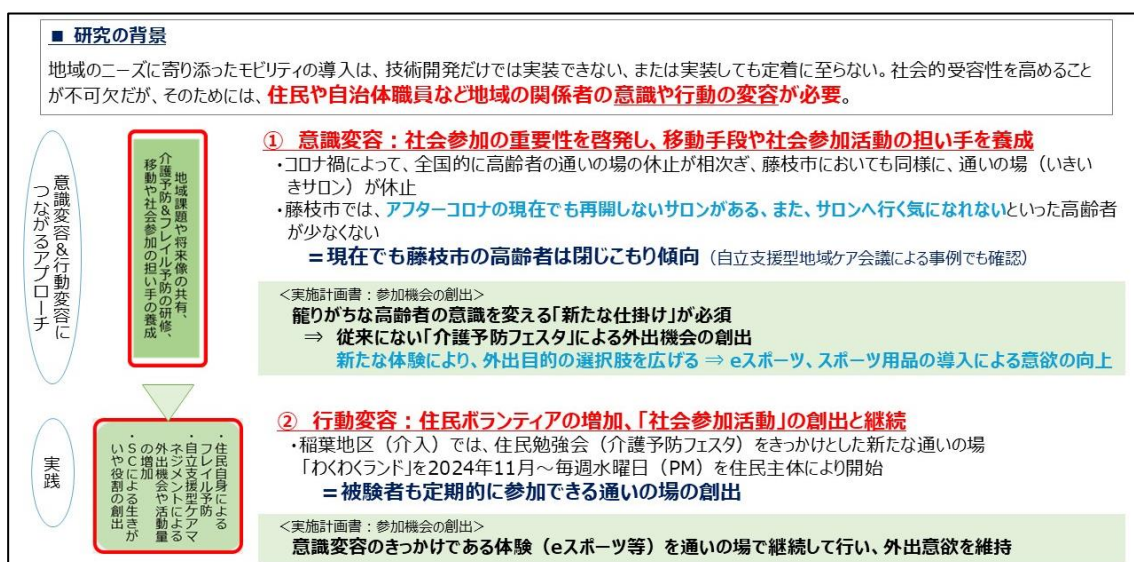 ■ 研究の背景
地域のニーズに寄り添ったモビリティの導入は、技術開発だけでは実装できない、または実装しても定着に至らない。社会的受容性を高めること
が不可欠だが、そのためには、住民や自治体職員など地域の関係者の意識や行動の変容が必要。
意識変容&行動変容に
つながるアプローチ
地域課題や将来像の共有、
介護予防&フレイル予防の研修、
移動や社会参加の担い手の養成
① 意識変容：社会参加の重要性を啓発し、移動手段や社会参加活動の担い手を養成
・コロナ禍によって、全国的に高齢者の通いの場の休止が相次ぎ、藤枝市においても同様に、通いの場（いきい
きサロン）が休止
・藤枝市では、アフターコロナの現在でも再開しないサロンがある、また、サロンへ行く気になれないといった高齢者
が少なくない
＝現在でも藤枝市の高齢者は閉じこもり傾向（自立支援型地域ケア会議による事例でも確認）
＜実施計画書：参加機会の創出＞
籠りがちな高齢者の意識を変える「新たな仕掛け」が必須
⇒ 従来にない「介護予防フェスタ」による外出機会の創出
新たな体験により、外出目的の選択肢を広げる ⇒ eスポーツ、スポーツ用品の導入による意欲の向上
実践
・住民自身による
フレイル予防
・自立支援型ケアマ
ネジメントによる
外出機会や活動量
の増加
・SCによる生きが
いや役割の創出
② 行動変容：住民ボランティアの増加、「社会参加活動」の創出と継続
・稲葉地区（介入）では、住民勉強会（介護予防フェスタ）をきっかけとした新たな通いの場
「わくわくランド」を2024年11月～毎週水曜日（PM）を住民主体により開始
＝被験者も定期的に参加できる通いの場の創出
＜実施計画書：参加機会の創出＞
意識変容のきっかけである体験（eスポーツ等）を通いの場で継続して行い、外出意欲を維持